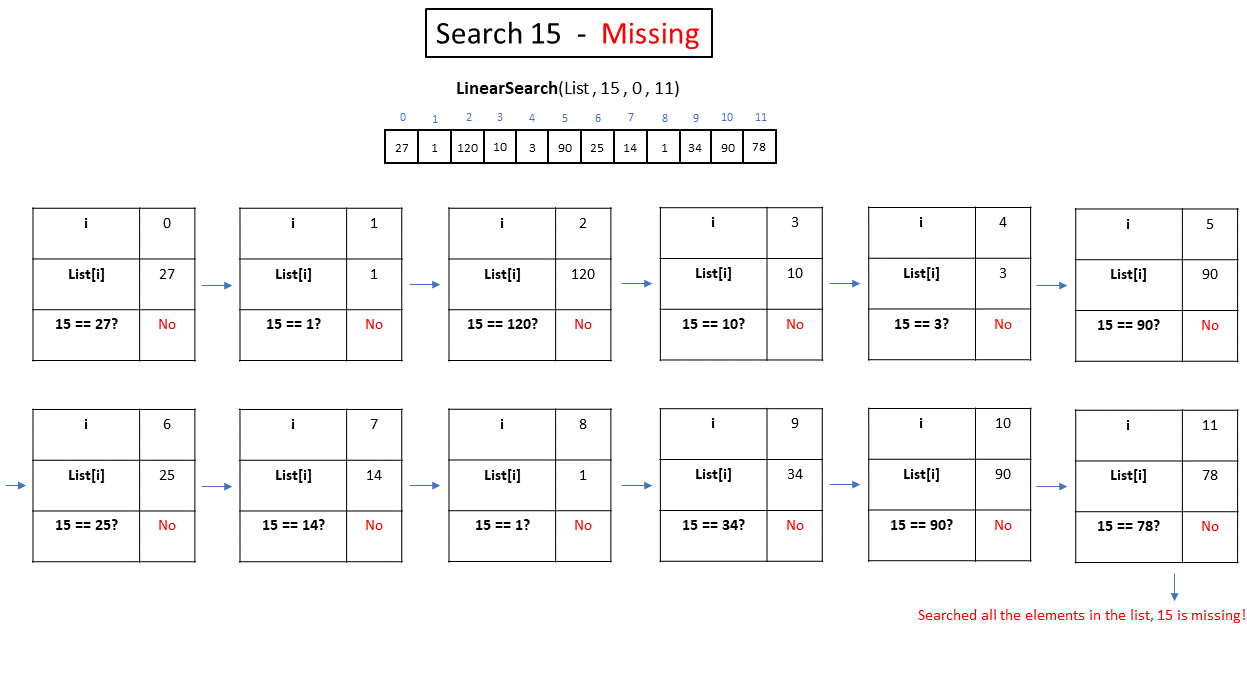 Search 15 - Missing
LinearSearch(List , 15 , 0 , 11)
0 1 2 3 4 5 6 7 8 9 10 11
27 1 120 10 3 90 25 14 1 34 90 78
i 0 i 1 i 2 i 3 i 4 i 5
List[i] 27 List[i] 1 List[i] 120 List[i] 10 List[i] 3 List[i] 90
15 == 27? No 15 == 1? No 15 == 120? No 15 == 10? No 15 == 3? No 15 == 90? No
i 6 i 7 i 8 i 9 i 10 i 11
List[i] 25 List[i] 14 List[i] 1 List[i] 34 List[i] 90 List[i] 78
15 == 25? No 15 == 14? No 15 == 1? No 15 == 34? No 15 == 90? No 15 == 78? No
Searched all the elements in the list, 15 is missing!